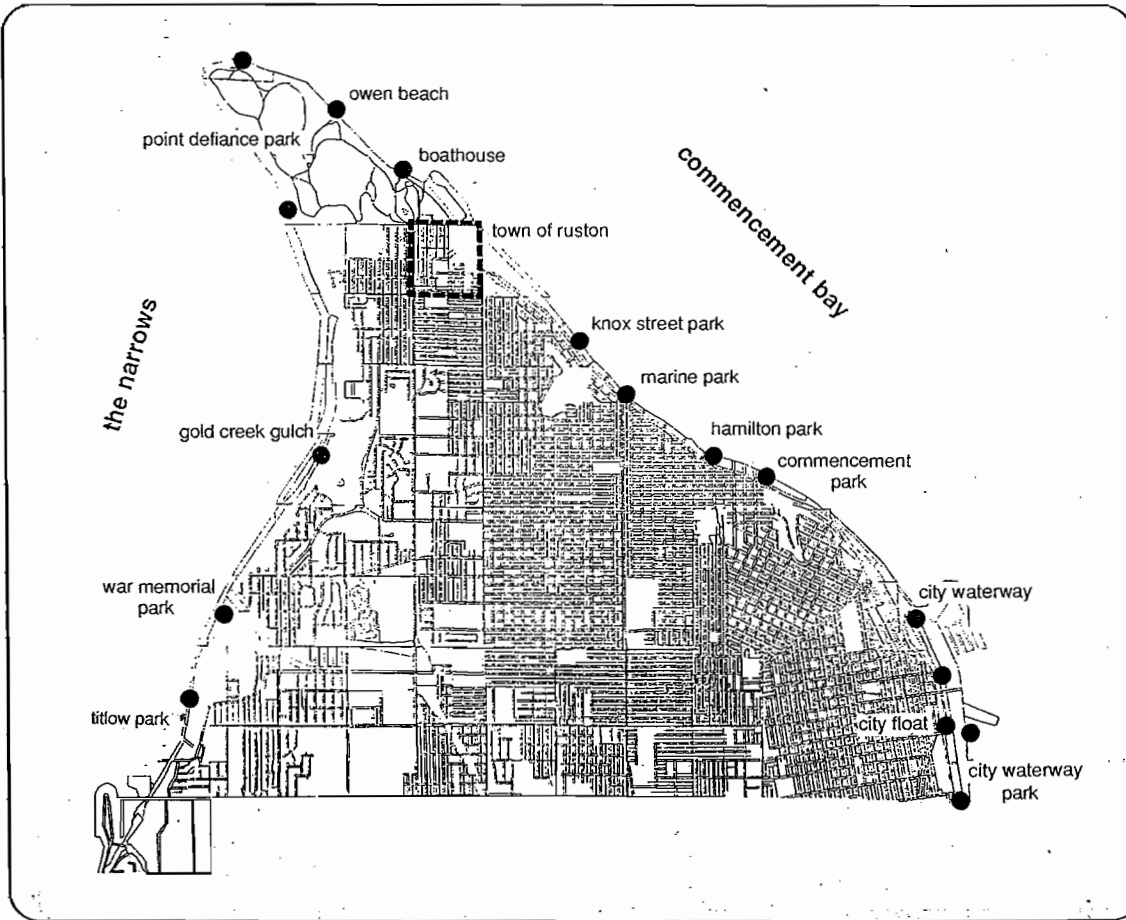 owen beach
point defiance park
boathouse
commencement bay
town of ruston
the narrows
knox street park
marine park
gold creek gulch
hamilton park
commencement
park
war memorial
park
city waterway
titlow park
city float
city waterway
park